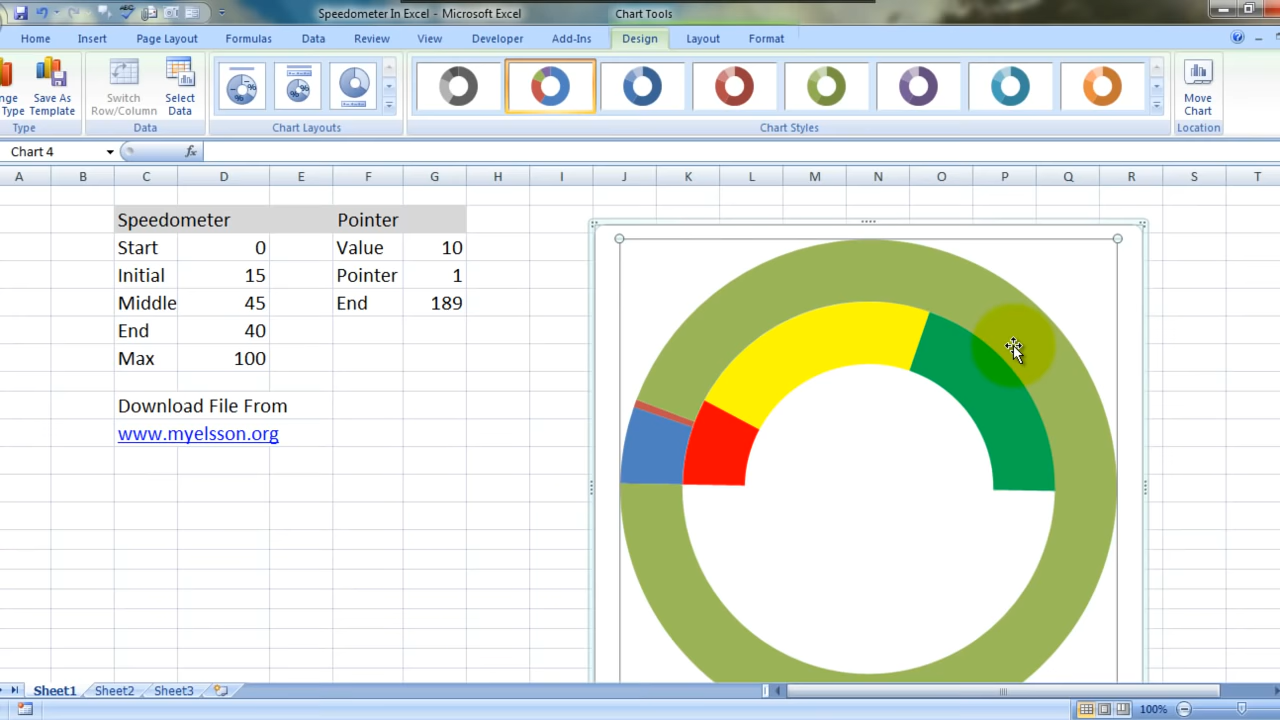 Speedometer In Excel - Microsoft Excel Chart Tools
Home Insert Page Layout Formulas Data Review View Developer Add-Ins Design Layout Format
Save As Template
Switch Row/Column
Select Data
Move Chart
Type Data Chart Layouts Chart Styles Location
Chart 4 fx
A B C D E F G H I J K L M N O P Q R S T
Speedometer Pointer
Start 0 Value 10
Initial 15 Pointer 1
Middle 45 End 189
End 40
Max 100
Download File From
www.myelsson.org
Sheet1 Sheet2 Sheet3
100%